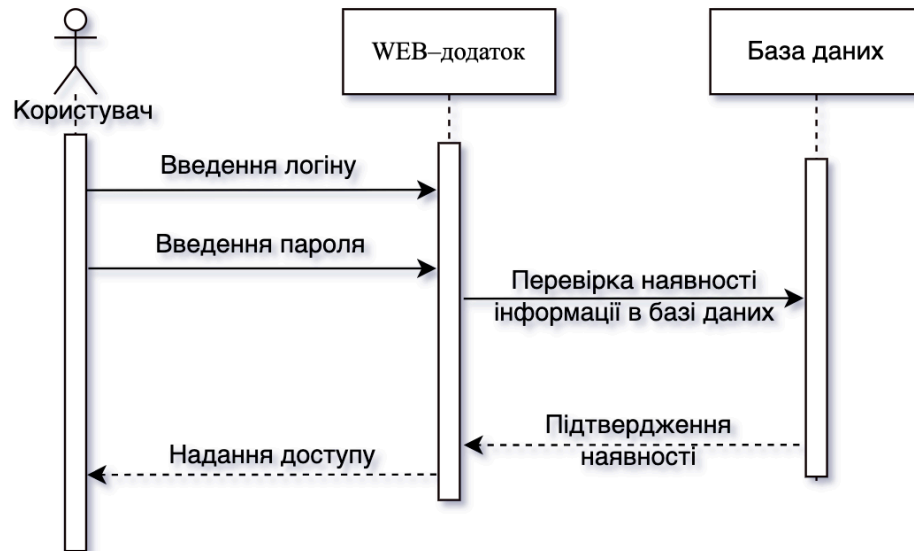 WEB–додаток
База даних
Користувач
Введення логіну
Введення пароля
Перевірка наявності
інформації в базі даних
Підтвердження
наявності
Надання доступу